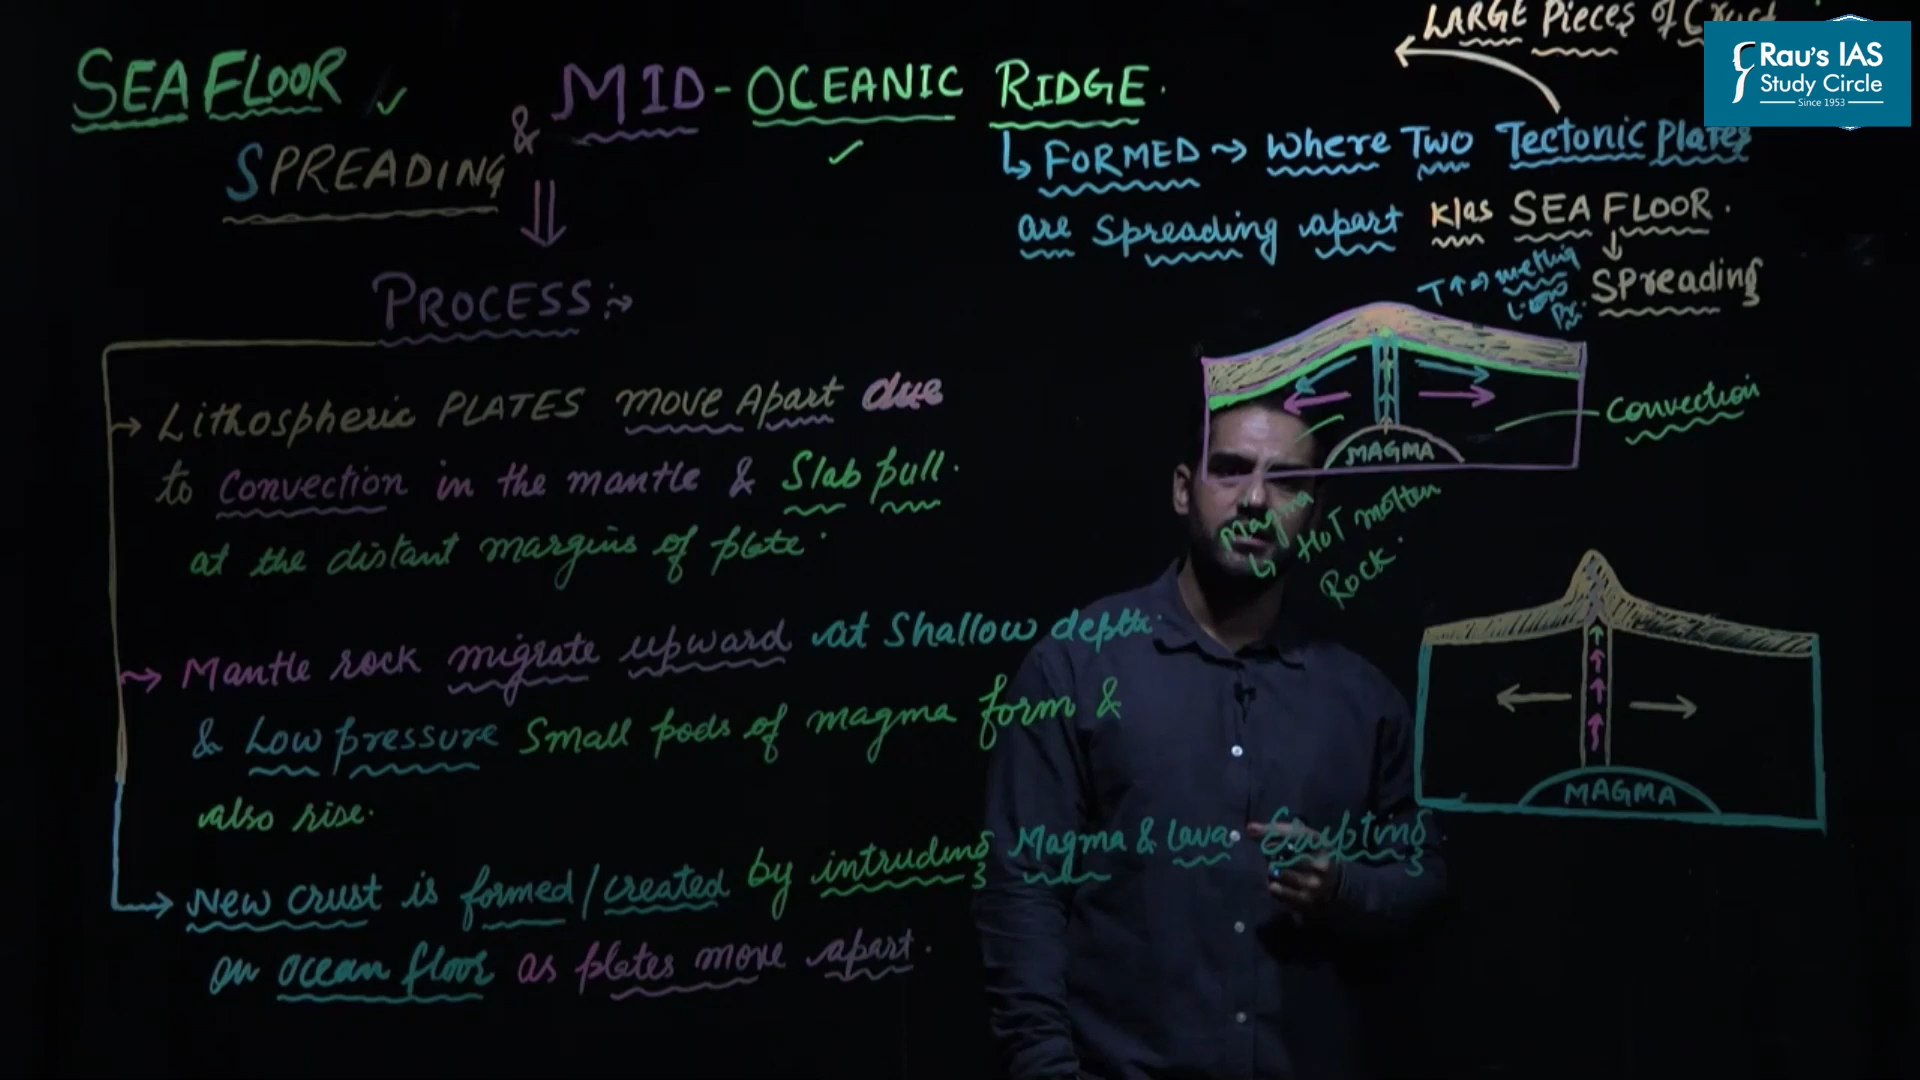 LARGE Pieces of Crust
Rau's IAS
Study Circle
Since 1953
SEA FLOOR
SPREADING
& MID-OCEANIC RIDGE.
FORMED → Where Two Tectonic Plates
are Spreading apart k/as SEA FLOOR.
Spreading
T↑ => melting
Low
Pr.
PROCESS:→
→ Lithospheric PLATES move Apart due
to Convection in the mantle & Slab pull.
at the distant margins of plate.
→ Mantle rock migrate upward at Shallow depth.
& Low pressure Small pods of magma form &
also rise.
→ New crust is formed/created by intruding Magma & lava Erupting
on ocean floor as plates move apart.
MAGMA
Convection
Magma
↳ HOT molten
Rock.
MAGMA